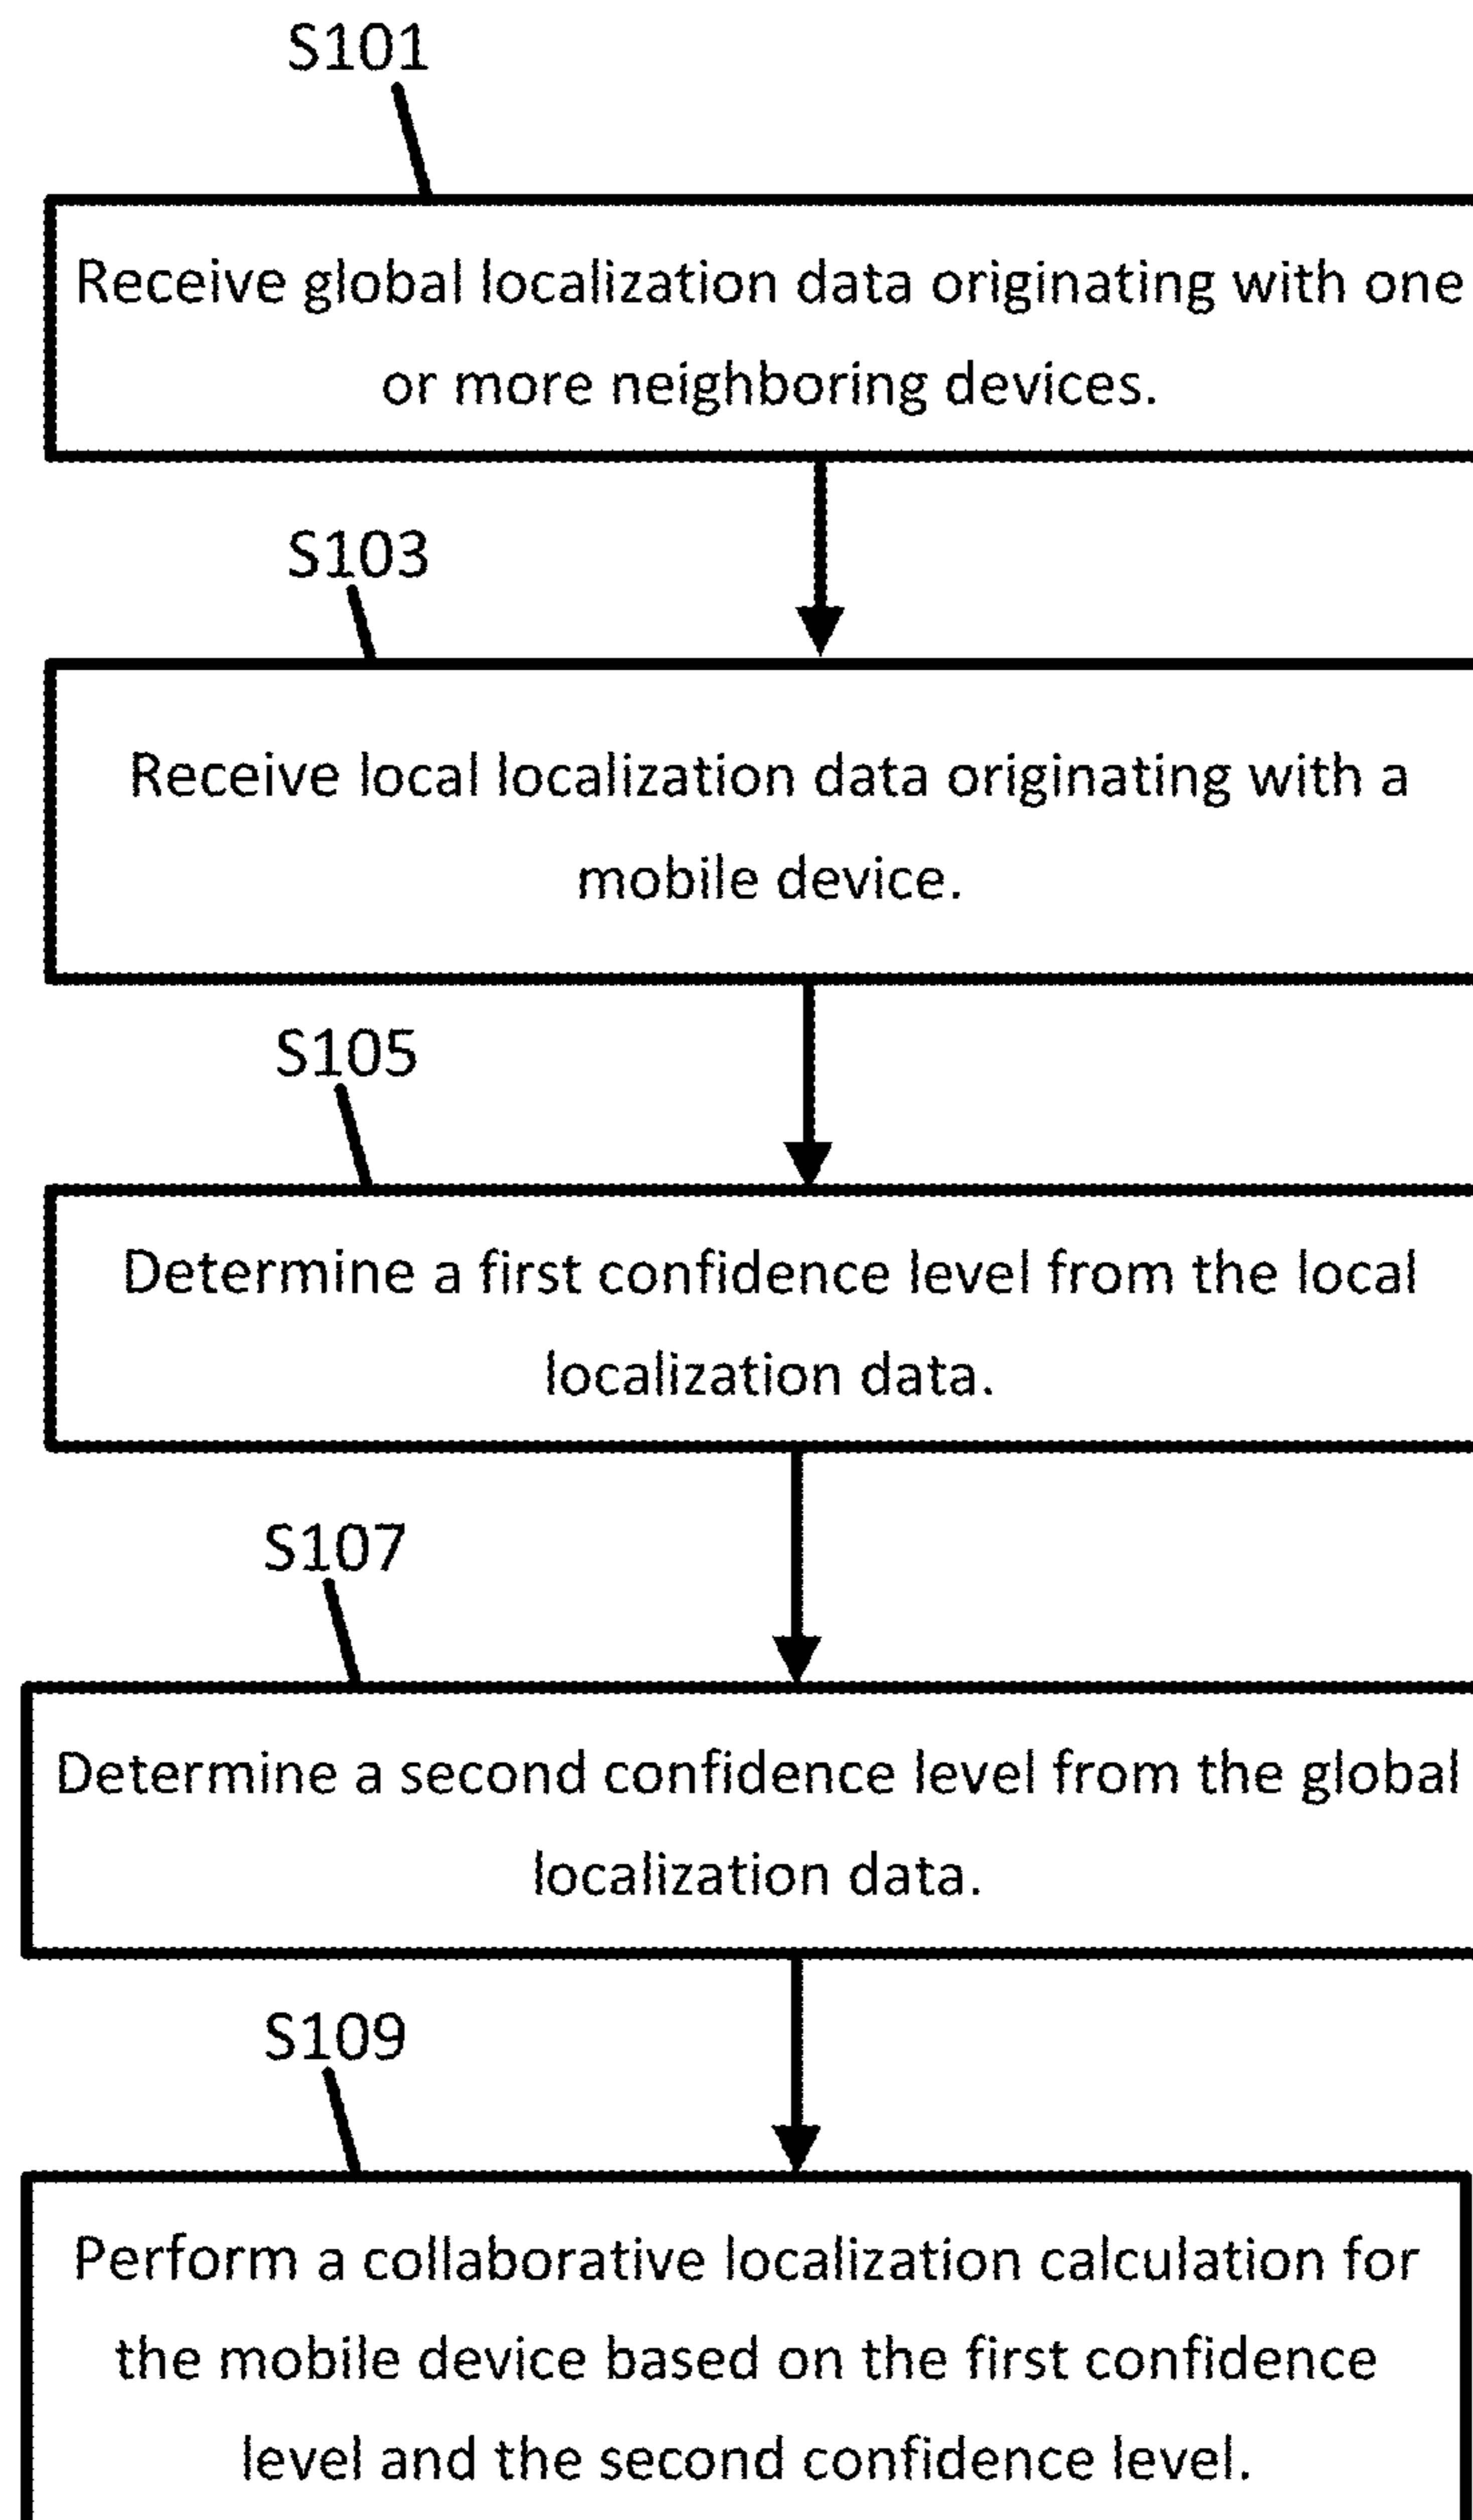 S101
Receive global localization data originating with one
or more neighboring devices.
S103
Receive local localization data originating with a
mobile device.
S105
Determine a first confidence level from the local
localization data.
S107
Determine a second confidence level from the global
localization data.
S109
Perform a collaborative localization calculation for
the mobile device based on the first confidence
level and the second confidence level.